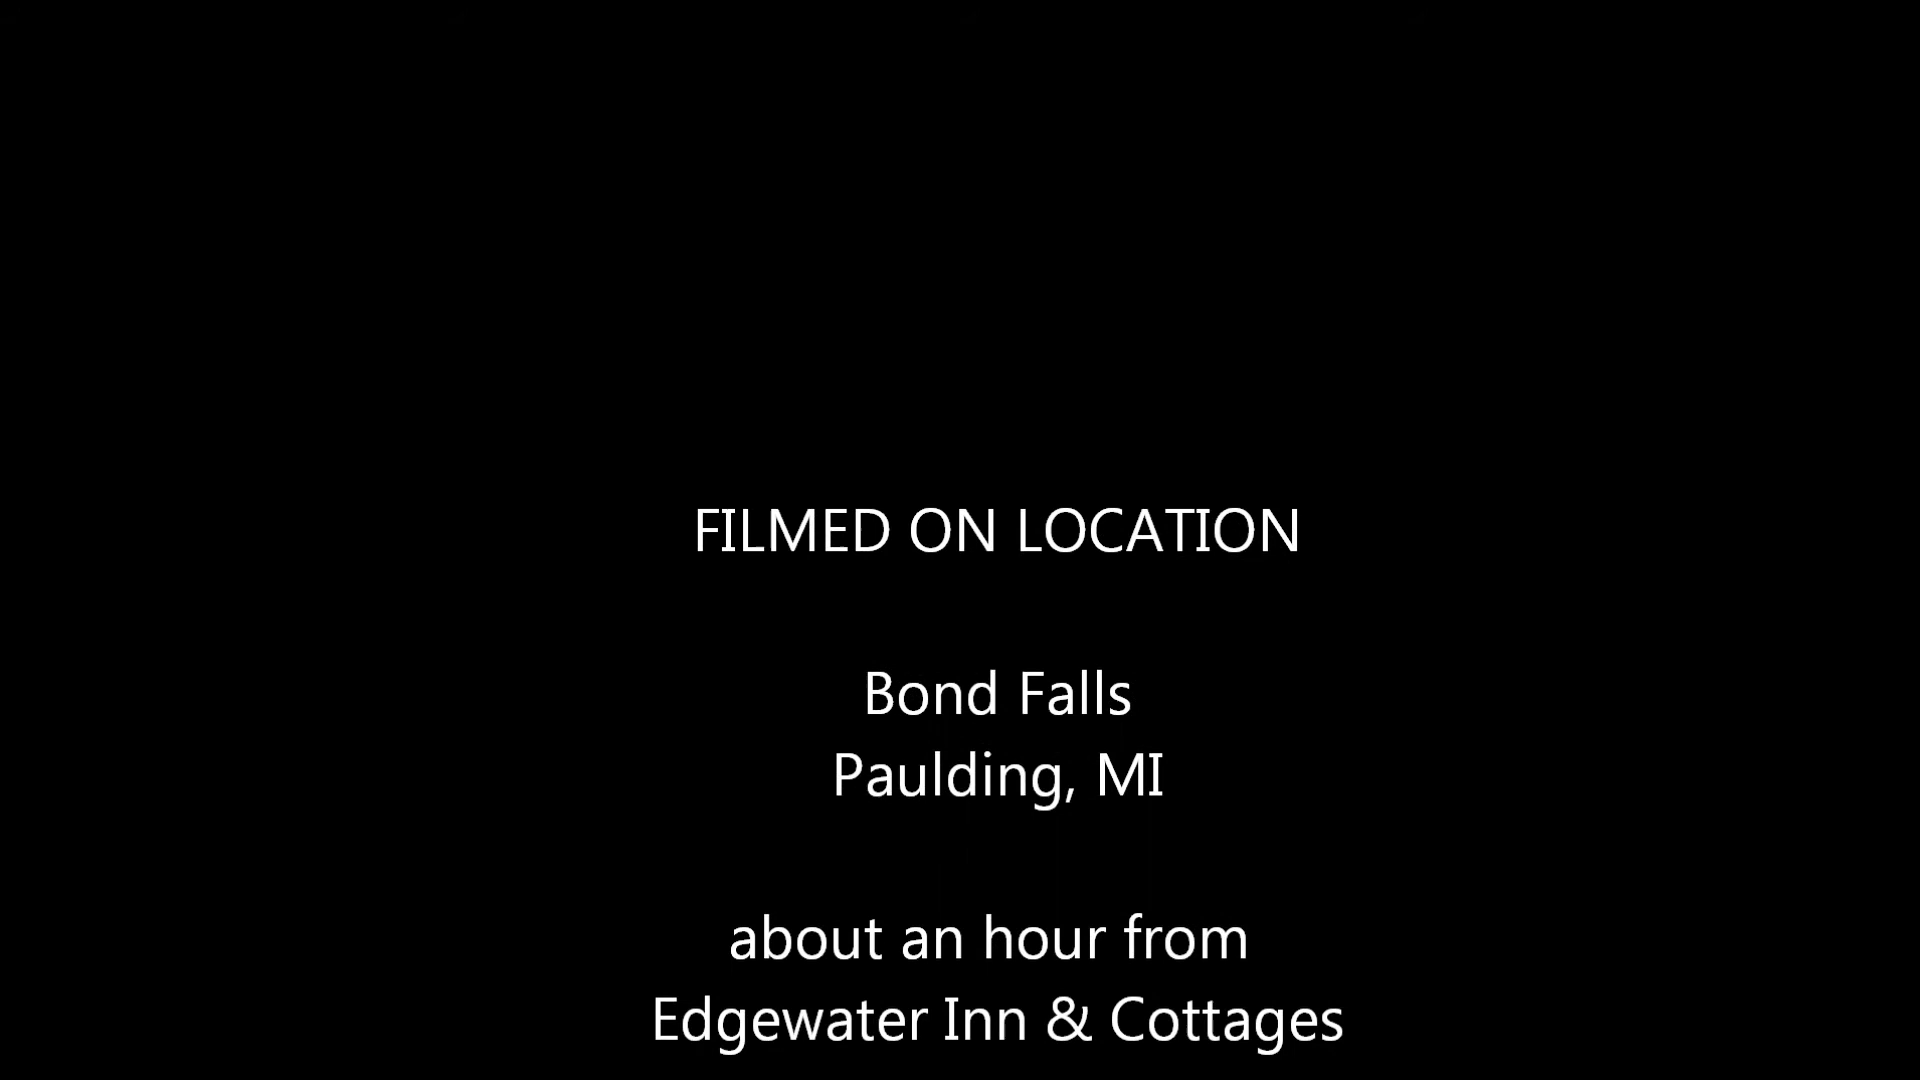 FILMED ON LOCATION
Bond Falls
Paulding, MI
about an hour from
Edgewater Inn & Cottages